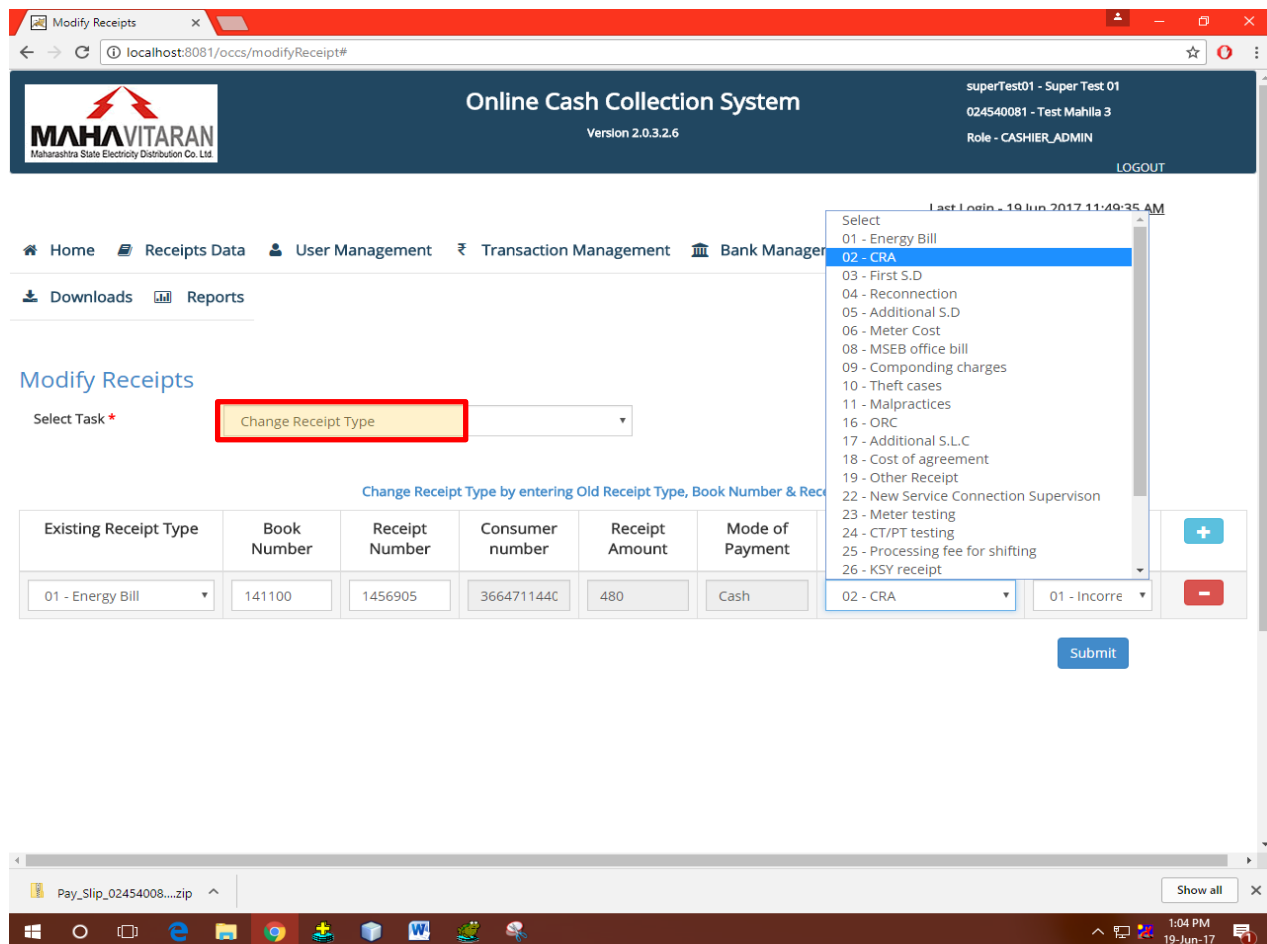 Modify Receipts
localhost:8081/occs/modifyReceipt#
MAHAVITARAN
Maharashtra State Electricity Distribution Co. Ltd.
Online Cash Collection System
Version 2.0.3.2.6
superTest01 - Super Test 01
024540081 - Test Mahila 3
Role - CASHIER_ADMIN
LOGOUT
Last Login - 19 Jun 2017 11:49:35 AM
Home Receipts Data User Management ₹ Transaction Management Bank Manager
Downloads Reports
Select
01 - Energy Bill
02 - CRA
03 - First S.D
04 - Reconnection
05 - Additional S.D
06 - Meter Cost
08 - MSEB office bill
09 - Componding charges
10 - Theft cases
11 - Malpractices
16 - ORC
17 - Additional S.L.C
18 - Cost of agreement
19 - Other Receipt
22 - New Service Connection Supervison
23 - Meter testing
24 - CT/PT testing
25 - Processing fee for shifting
26 - KSY receipt
Modify Receipts
Select Task * Change Receipt Type
Change Receipt Type by entering Old Receipt Type, Book Number & Rec
Existing Receipt Type Book Number Receipt Number Consumer number Receipt Amount Mode of Payment
01 - Energy Bill 141100 1456905 3664711440 480 Cash 02 - CRA 01 - Incorre
Submit
Pay_Slip_02454008....zip
Show all
1:04 PM
19-Jun-17